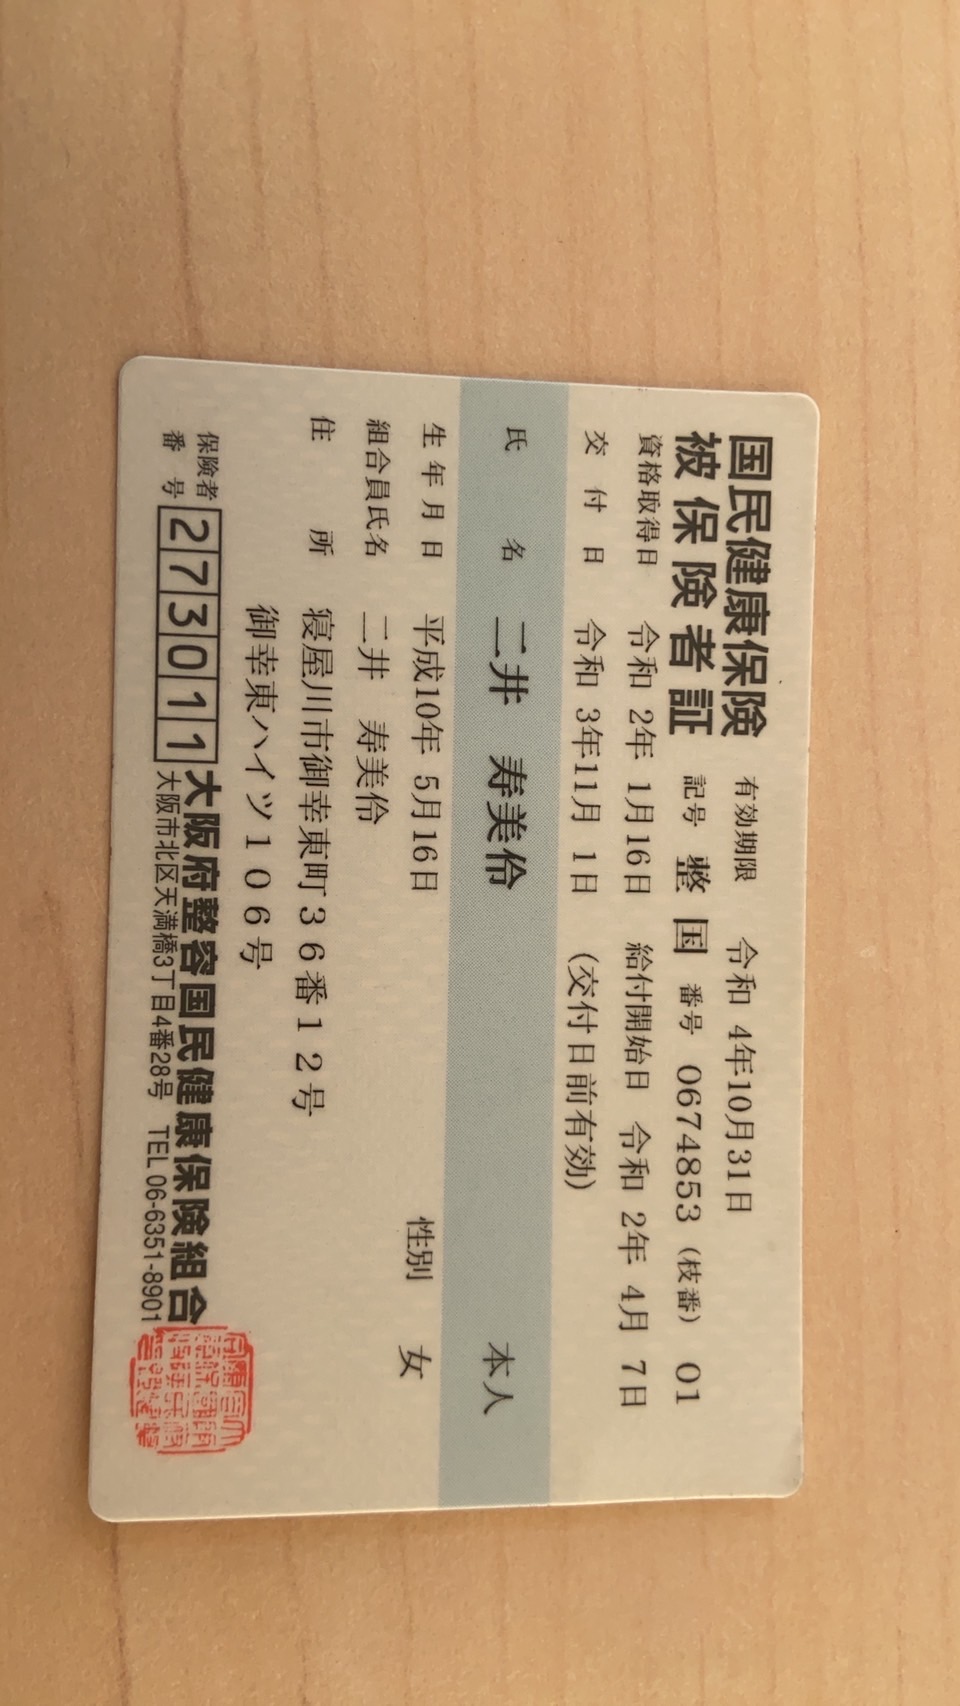 国民健康保険
被保険者証
有効期限 令和 4年10月31日
記号 整国 番号 0674853 (枝番) 01
資格取得日 令和 2年 1月16日 給付開始日 令和 2年 4月 7日
交付日 令和 3年11月 1日 (交付日前有効)
氏名 二井 寿美伶 本人
生年月日 平成10年 5月16日 性別 女
組合員氏名 二井 寿美伶
住所 寝屋川市御幸東町36番12号
御幸東ハイツ106号
保険者番号 273011 大阪府整容国民健康保険組合
大阪市北区天満橋3丁目4番28号 TEL 06-6351-8901